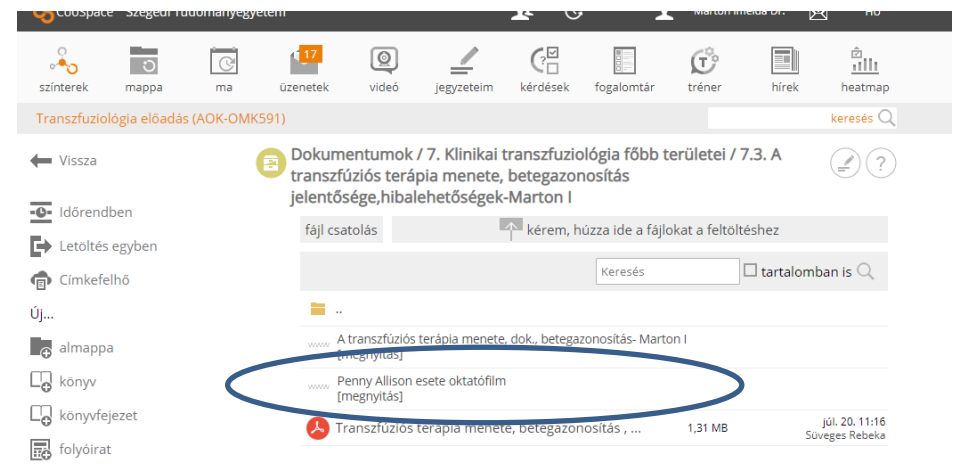 CooSpace Szegedi Tudományegyetem Márton Imelda Dr. HU
17
színterek mappa ma üzenetek videó jegyzeteim kérdések fogalomtár tréner hírek heatmap
Transzfuziológia előadás (AOK-OMK591) keresés
Vissza
Dokumentumok / 7. Klinikai transzfuziológia főbb területei / 7.3. A
transzfúziós terápia menete, betegazonosítás
jelentősége,hibalehetőségek-Marton I
Időrendben
Letöltés egyben
Címkefelhő
Új...
almappa
könyv
könyvfejezet
folyóirat
fájl csatolás kérem, húzza ide a fájlokat a feltöltéshez
Keresés tartalomban is
..
www A transzfúziós terápia menete, dok., betegazonosítás- Marton I
[megnyitás]
www Penny Allison esete oktatófilm
[megnyitás]
Transzfúziós terápia menete, betegazonosítás , ... 1,31 MB júl. 20. 11:16
Süveges Rebeka